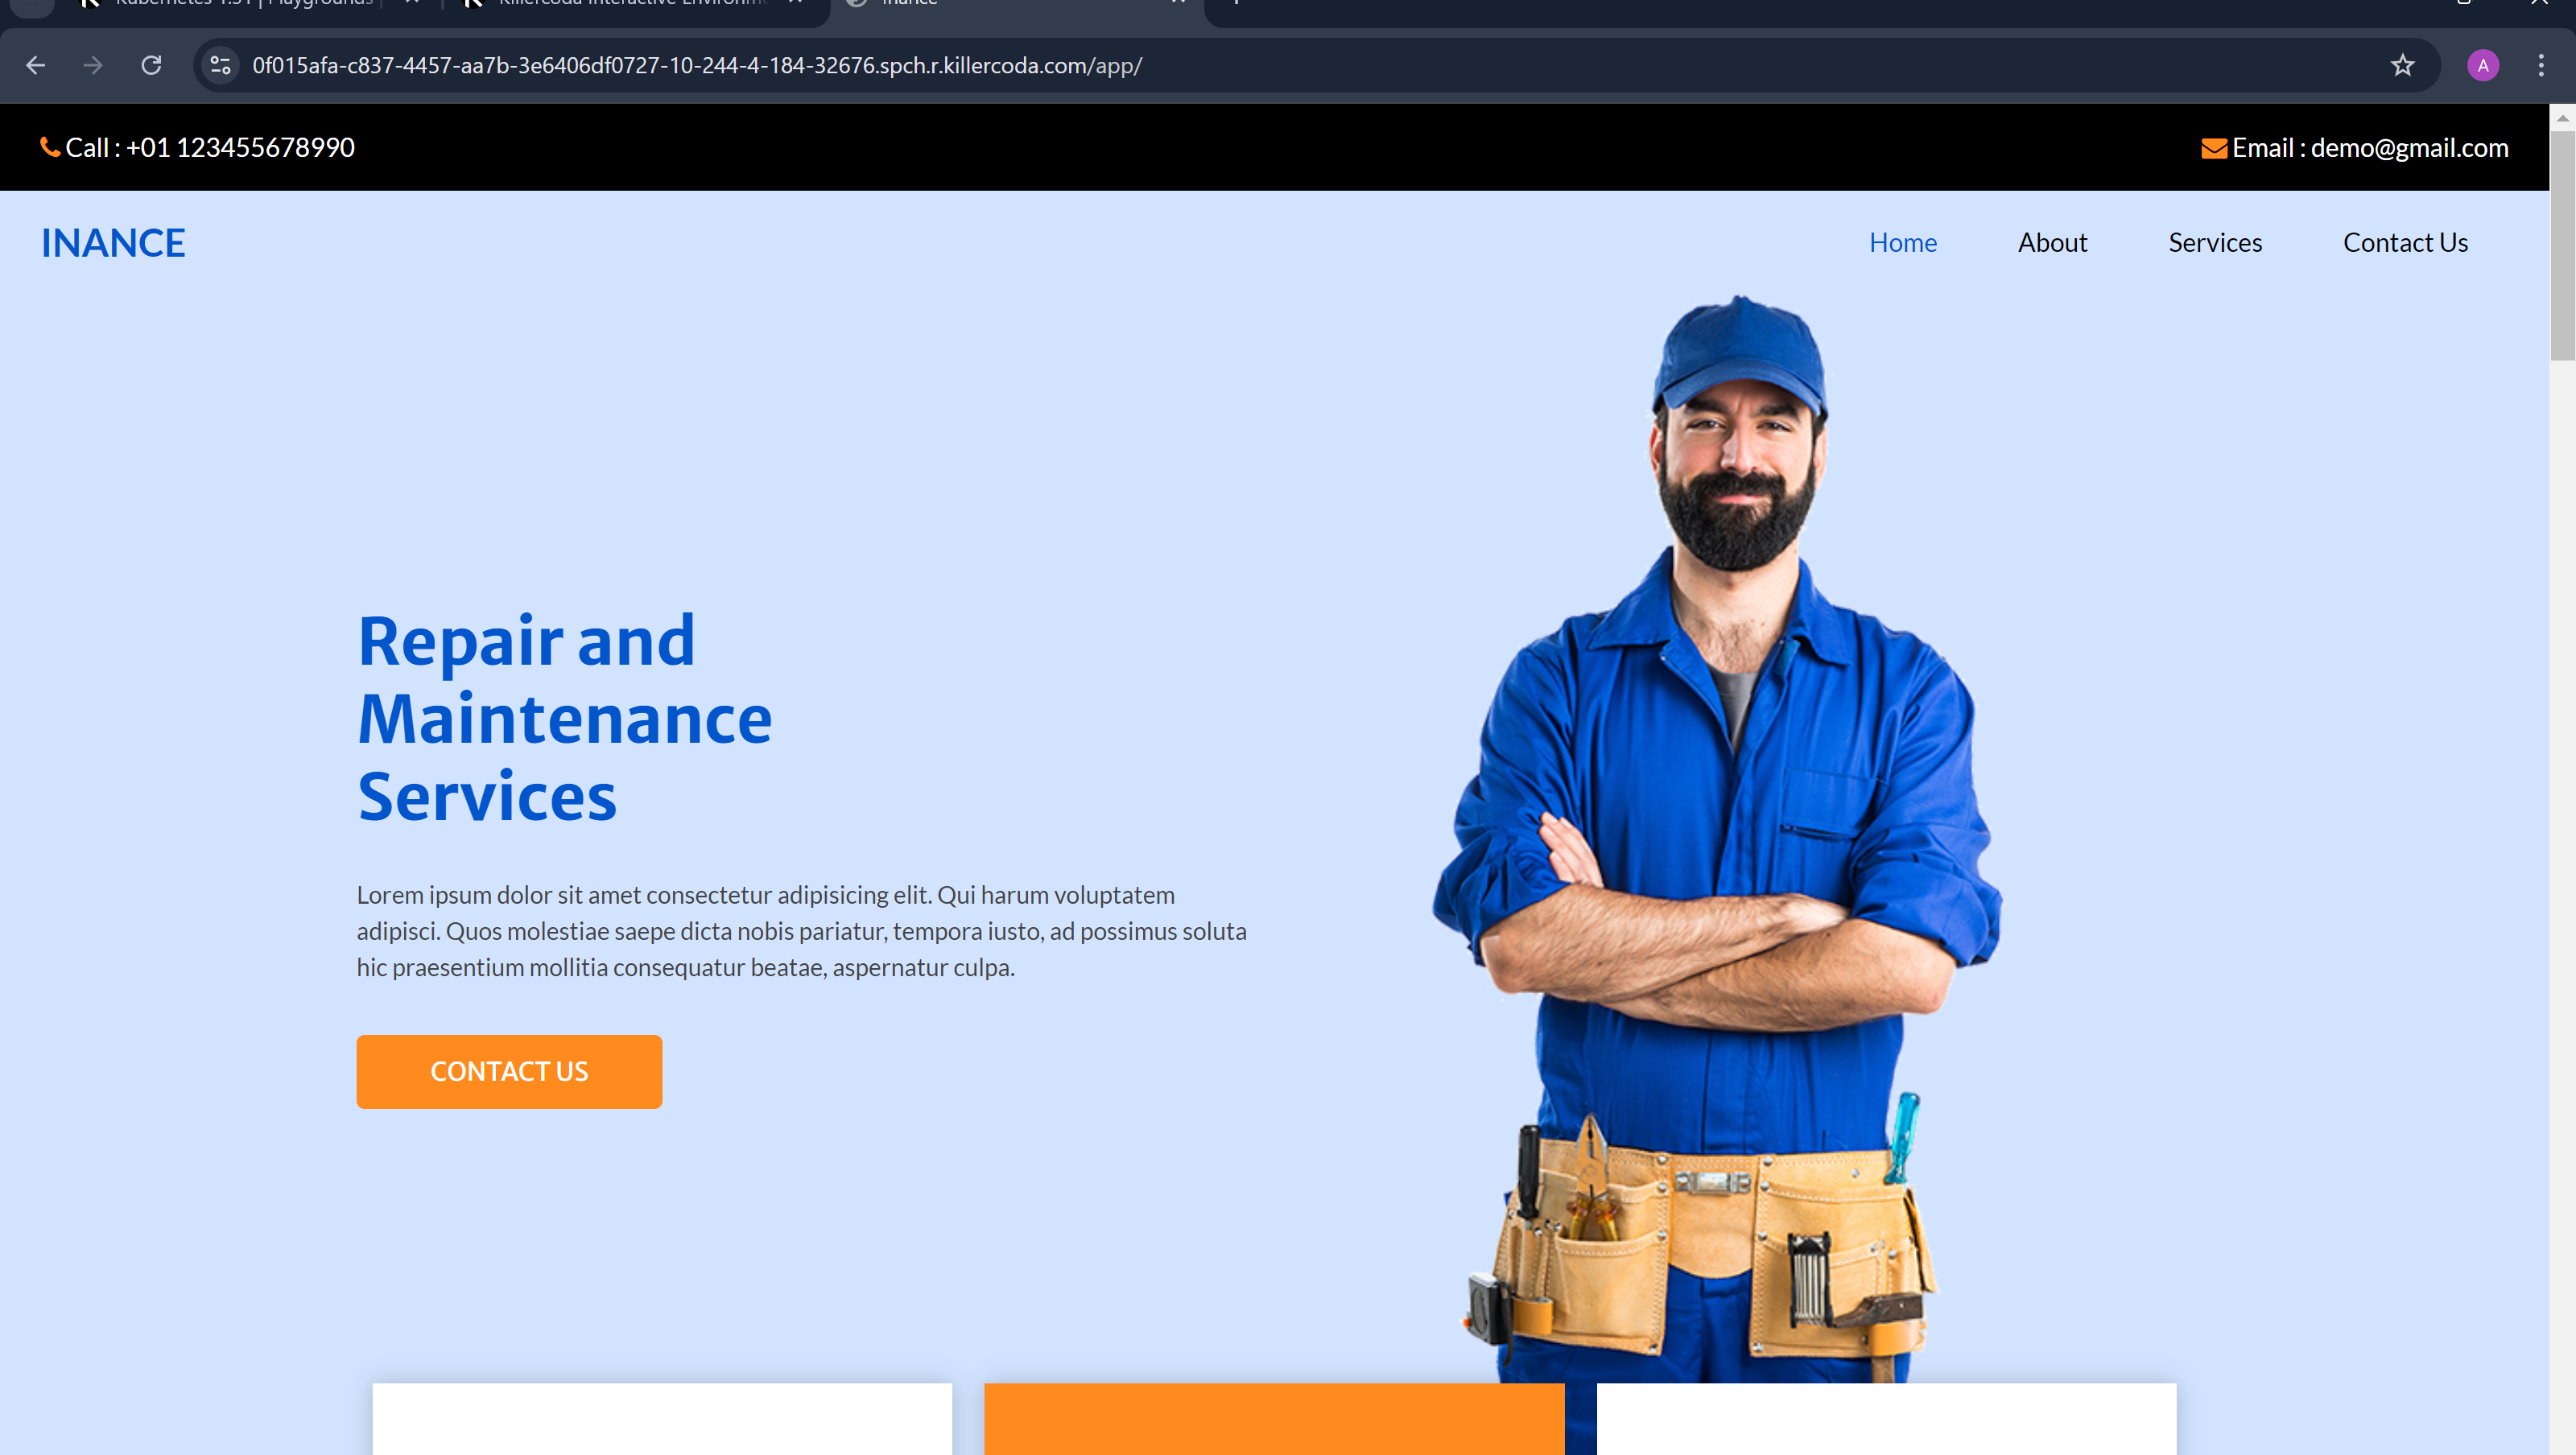 Kubernetes 1.31 | Playgrounds |
Killercoda Interactive Environme
Inance
0f015afa-c837-4457-aa7b-3e6406df0727-10-244-4-184-32676.spch.r.killercoda.com/app/
A
Call : +01 123455678990
Email : demo@gmail.com
INANCE
Home
About
Services
Contact Us
Repair and
Maintenance
Services
Lorem ipsum dolor sit amet consectetur adipisicing elit. Qui harum voluptatem
adipisci. Quos molestiae saepe dicta nobis pariatur, tempora iusto, ad possimus soluta
hic praesentium mollitia consequatur beatae, aspernatur culpa.
CONTACT US